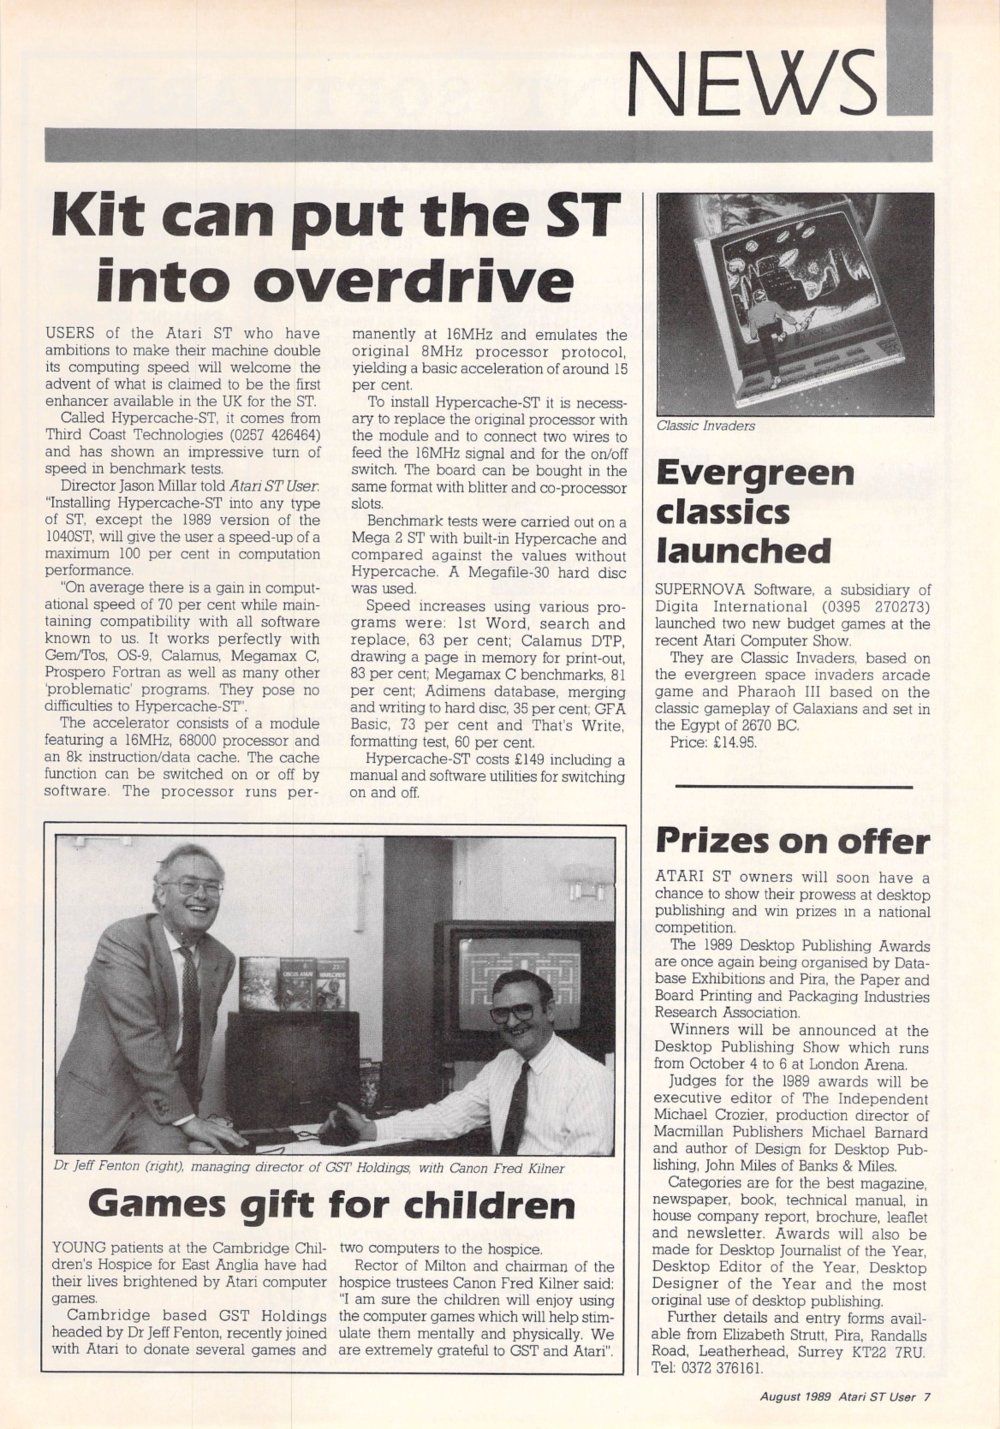 NEWS
Kit can put the ST
into overdrive
USERS of the Atari ST who have
ambitions to make their machine double
its computing speed will welcome the
advent of what is claimed to be the first
enhancer available in the UK for the ST.
Called Hypercache-ST, it comes from
Third Coast Technologies (0257 426464)
and has shown an impressive turn of
speed in benchmark tests.
Director Jason Millar told Atari ST User:
"Installing Hypercache-ST into any type
of ST, except the 1989 version of the
1040ST, will give the user a speed-up of a
maximum 100 per cent in computation
performance.
"On average there is a gain in comput-
ational speed of 70 per cent while main-
taining compatibility with all software
known to us. It works perfectly with
Gem/Tos, OS-9, Calamus, Megamax C,
Prospero Fortran as well as many other
'problematic' programs. They pose no
difficulties to Hypercache-ST".
The accelerator consists of a module
featuring a 16MHz, 68000 processor and
an 8k instruction/data cache. The cache
function can be switched on or off by
software. The processor runs per-
manently at 16MHz and emulates the
original 8MHz processor protocol,
yielding a basic acceleration of around 15
per cent.
To install Hypercache-ST it is necess-
ary to replace the original processor with
the module and to connect two wires to
feed the 16MHz signal and for the on/off
switch. The board can be bought in the
same format with blitter and co-processor
slots.
Benchmark tests were carried out on a
Mega 2 ST with built-in Hypercache and
compared against the values without
Hypercache. A Megafile-30 hard disc
was used.
Speed increases using various pro-
grams were: 1st Word, search and
replace, 63 per cent; Calamus DTP,
drawing a page in memory for print-out,
83 per cent; Megamax C benchmarks, 81
per cent; Adimens database, merging
and writing to hard disc, 35 per cent; GFA
Basic, 73 per cent and That's Write,
formatting test, 60 per cent.
Hypercache-ST costs £149 including a
manual and software utilities for switching
on and off.
CIRCUS ATARI
WARLORDS
Dr Jeff Fenton (right), managing director of GST Holdings, with Canon Fred Kilner
Games gift for children
YOUNG patients at the Cambridge Chil-
dren's Hospice for East Anglia have had
their lives brightened by Atari computer
games.
Cambridge based GST Holdings
headed by Dr Jeff Fenton, recently joined
with Atari to donate several games and
two computers to the hospice.
Rector of Milton and chairman of the
hospice trustees Canon Fred Kilner said:
"I am sure the children will enjoy using
the computer games which will help stim-
ulate them mentally and physically. We
are extremely grateful to GST and Atari".
Classic Invaders
Evergreen
classics
launched
SUPERNOVA Software, a subsidiary of
Digita International (0395 270273)
launched two new budget games at the
recent Atari Computer Show.
They are Classic Invaders, based on
the evergreen space invaders arcade
game and Pharaoh III based on the
classic gameplay of Galaxians and set in
the Egypt of 2670 BC.
Price: £14.95.
Prizes on offer
ATARI ST owners will soon have a
chance to show their prowess at desktop
publishing and win prizes in a national
competition.
The 1989 Desktop Publishing Awards
are once again being organised by Data-
base Exhibitions and Pira, the Paper and
Board Printing and Packaging Industries
Research Association.
Winners will be announced at the
Desktop Publishing Show which runs
from October 4 to 6 at London Arena.
Judges for the 1989 awards will be
executive editor of The Independent
Michael Crozier, production director of
Macmillan Publishers Michael Barnard
and author of Design for Desktop Pub-
lishing, John Miles of Banks & Miles.
Categories are for the best magazine,
newspaper, book, technical manual, in
house company report, brochure, leaflet
and newsletter. Awards will also be
made for Desktop Journalist of the Year,
Desktop Editor of the Year, Desktop
Designer of the Year and the most
original use of desktop publishing.
Further details and entry forms avail-
able from Elizabeth Strutt, Pira, Randalls
Road, Leatherhead, Surrey KT22 7RU.
Tel: 0372 376161.
August 1989 Atari ST User 7